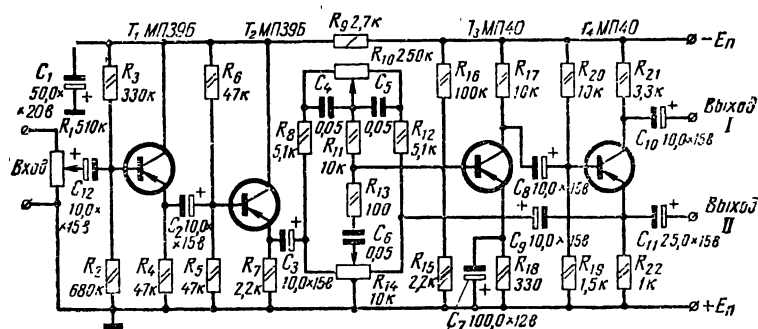 T₁ МП39Б
T₂ МП39Б
R₉ 2,7к
T₃ МП40
T₄ МП40
−Eп
C₁
50,0×
×20В
R₃
330к
R₆
47к
R₁₀ 250к
C₄
0,05
C₅
0,05
R₁₆
100к
R₁₇
10к
R₂₀
10к
R₂₁
3,3к
R₁ 510к
R₈
5,1к
R₁₁
10к
R₁₂
5,1к
Выход
I
C₁₀ 10,0×15В
Вход
C₁₂
10,0×
×15В
C₂ 10,0×
×15В
R₁₃
100
C₈ 10,0×15В
Выход
II
C₆
0,05
C₃
10,0×15В
C₉ 10,0×15В
C₁₁ 25,0×15В
R₂
680к
R₄
47к
R₅
47к
R₇
2,2к
R₁₄
10к
R₁₅
2,2к
R₁₈
330
R₁₉
1,5к
R₂₂
1к
C₇ 100,0×12В
+Eп